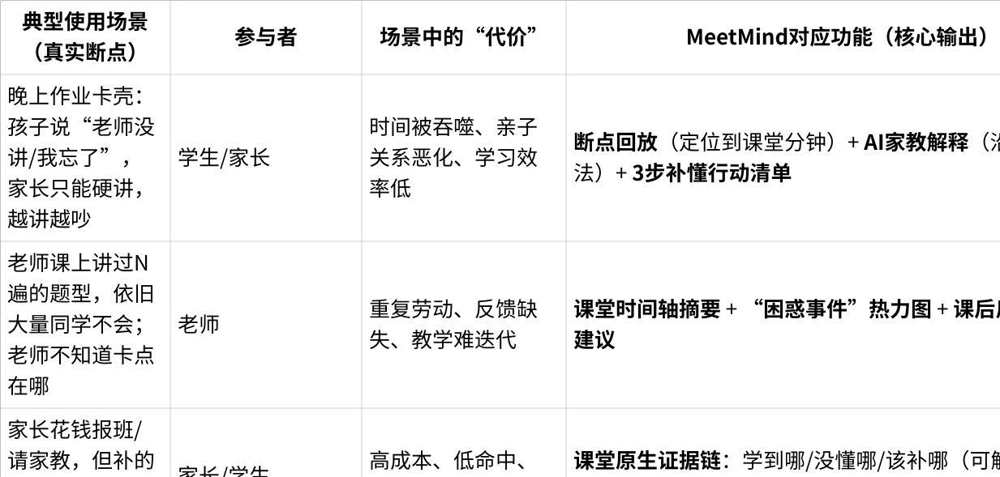 典型使用场景
（真实断点）
参与者
场景中的“代价”
MeetMind对应功能（核心输出）
晚上作业卡壳：
孩子说“老师没
讲/我忘了”，
家长只能硬讲，
越讲越吵
学生/家长
时间被吞噬、亲子
关系恶化、学习效
率低
断点回放（定位到课堂分钟）+ AI家教解释（
法）+ 3步补懂行动清单
老师课上讲过N
遍的题型，依旧
大量同学不会；
老师不知道卡点
在哪
老师
重复劳动、反馈缺
失、教学难迭代
课堂时间轴摘要 + “困惑事件”热力图 + 课后
建议
家长花钱报班/
请家教，但补的
家长/学生
高成本、低命中、
课堂原生证据链：学到哪/没懂哪/该补哪（可